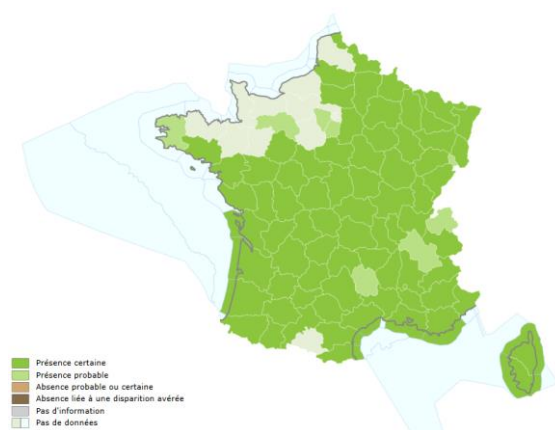 Présence certaine
Présence probable
Absence probable ou certaine
Absence liée à une disparition avérée
Pas d'information
Pas de données